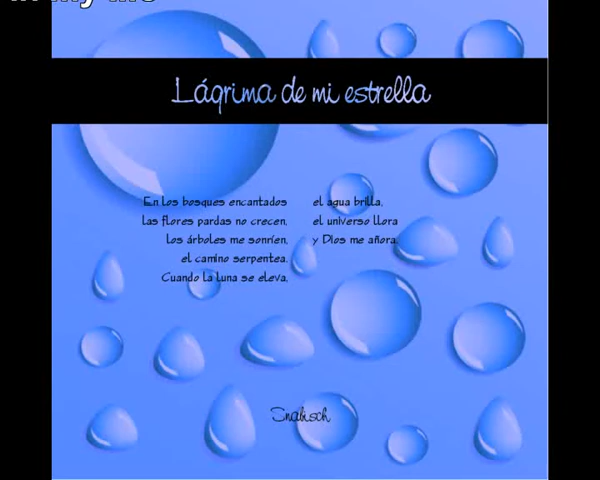 Lágrima de mi estrella
En los bosques encantados
las flores pardas no crecen,
los árboles me sonríen,
el camino serpentea.
Cuando la luna se eleva,
el agua brilla,
el universo llora
y Dios me añora.